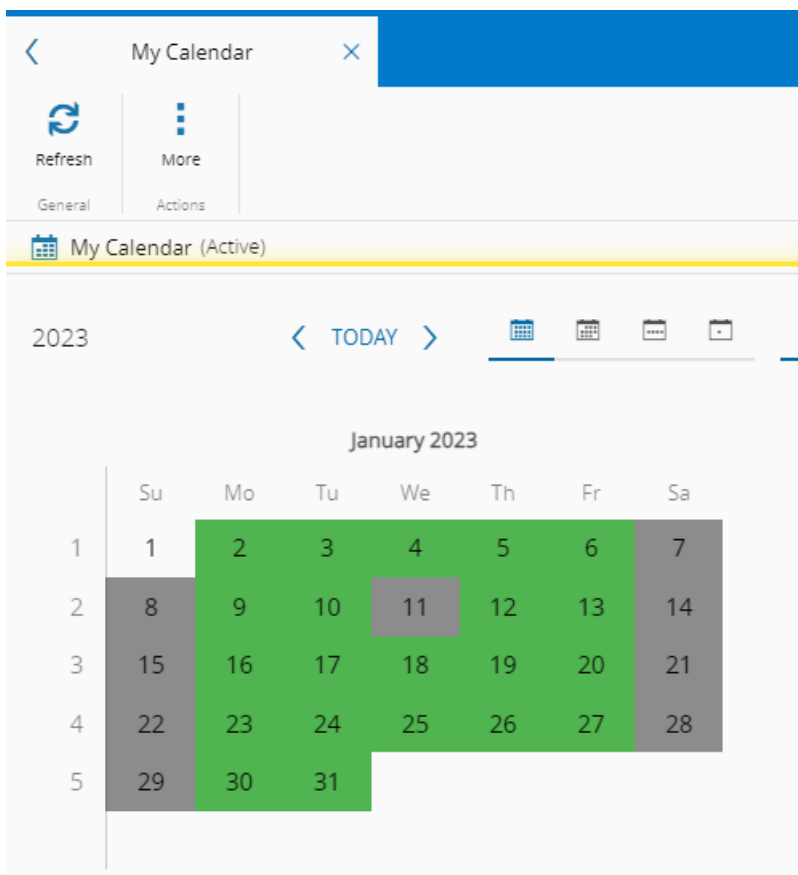 My Calendar
Refresh More
General Actions
My Calendar (Active)
2023 TODAY
January 2023
Su Mo Tu We Th Fr Sa
1 1 2 3 4 5 6 7
2 8 9 10 11 12 13 14
3 15 16 17 18 19 20 21
4 22 23 24 25 26 27 28
5 29 30 31